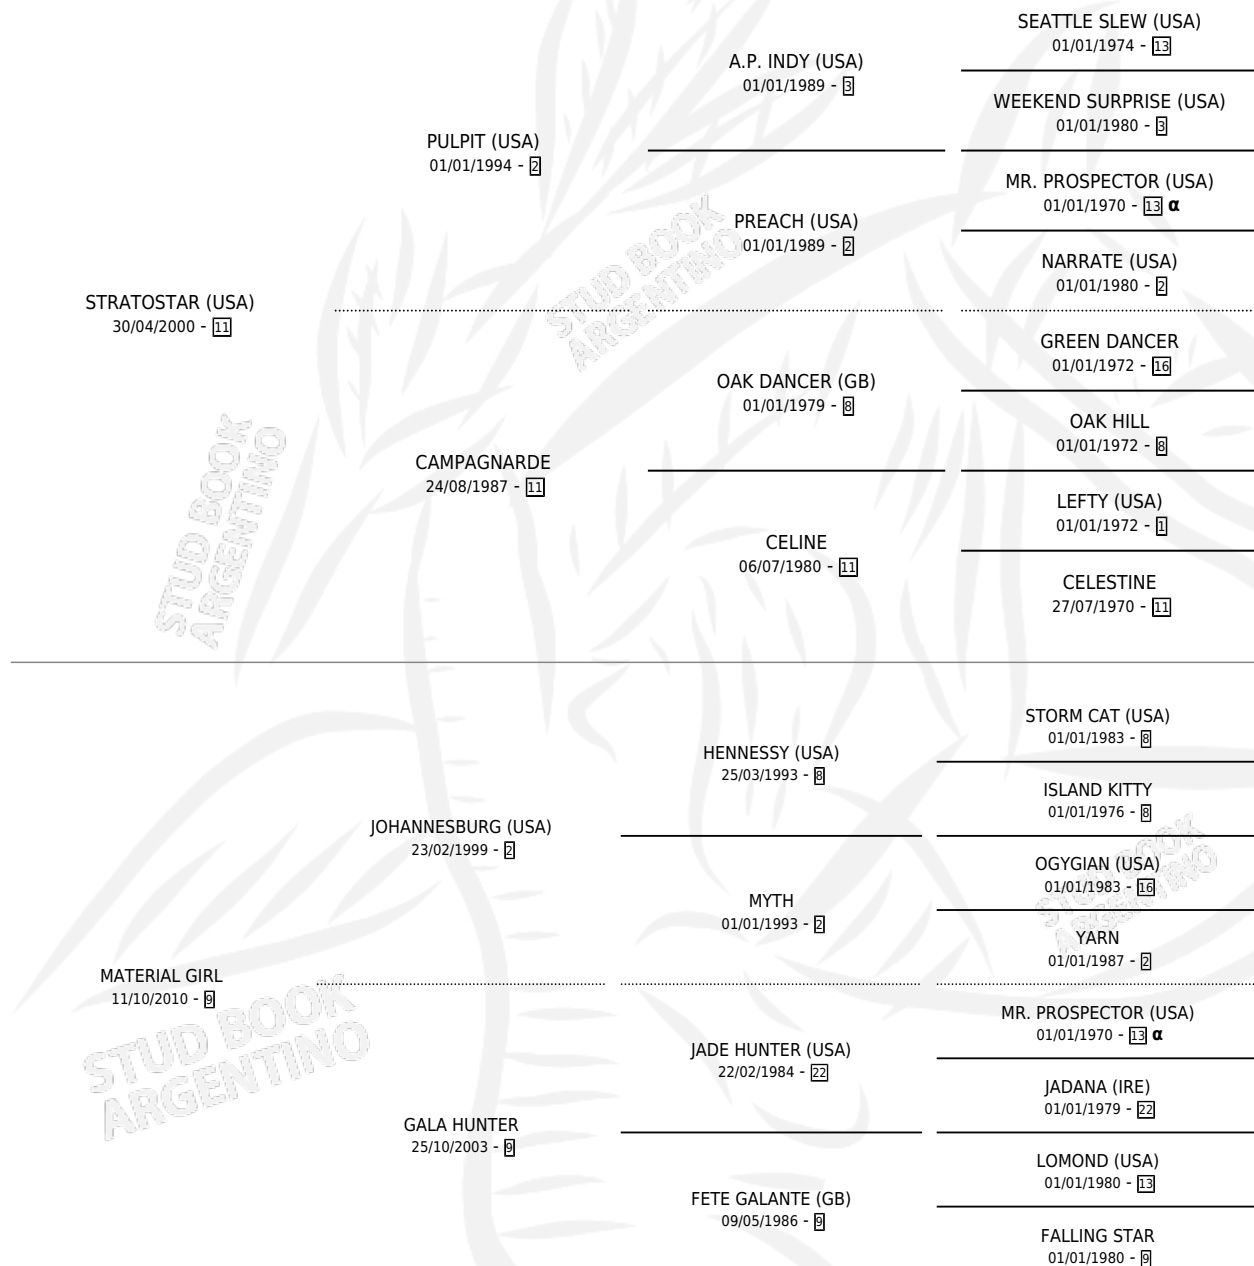 SEATTLE SLEW (USA)
01/01/1974 - 13
A.P. INDY (USA)
01/01/1989 - 3
WEEKEND SURPRISE (USA)
01/01/1980 - 3
PULPIT (USA)
01/01/1994 - 2
MR. PROSPECTOR (USA)
01/01/1970 - 13 α
PREACH (USA)
01/01/1989 - 2
NARRATE (USA)
01/01/1980 - 2
STUD BOOK
ARGENTINO
STRATOSTAR (USA)
30/04/2000 - 11
GREEN DANCER
01/01/1972 - 16
OAK DANCER (GB)
01/01/1979 - 8
OAK HILL
01/01/1972 - 8
CAMPAGNARDE
24/08/1987 - 11
LEFTY (USA)
01/01/1972 - 1
CELINE
06/07/1980 - 11
CELESTINE
27/07/1970 - 11
STUD BOOK
ARGENTINO
STORM CAT (USA)
01/01/1983 - 8
HENNESSY (USA)
25/03/1993 - 8
ISLAND KITTY
01/01/1976 - 8
JOHANNESBURG (USA)
23/02/1999 - 2
OGYGIAN (USA)
01/01/1983 - 16
MYTH
01/01/1993 - 2
YARN
01/01/1987 - 2
STUD BOOK
ARGENTINO
MATERIAL GIRL
11/10/2010 - 9
MR. PROSPECTOR (USA)
01/01/1970 - 13 α
JADE HUNTER (USA)
22/02/1984 - 22
JADANA (IRE)
01/01/1979 - 22
STUD BOOK
ARGENTINO
GALA HUNTER
25/10/2003 - 9
LOMOND (USA)
01/01/1980 - 13
FETE GALANTE (GB)
09/05/1986 - 9
FALLING STAR
01/01/1980 - 9